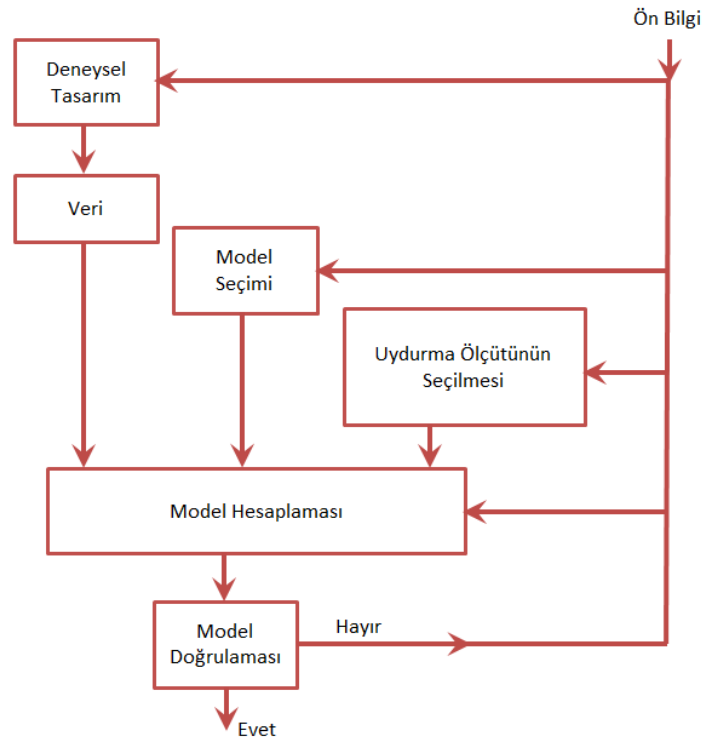 Ön Bilgi
Deneysel
Tasarım
Veri
Model
Seçimi
Uydurma Ölçütünün
Seçilmesi
Model Hesaplaması
Model
Doğrulaması
Hayır
Evet